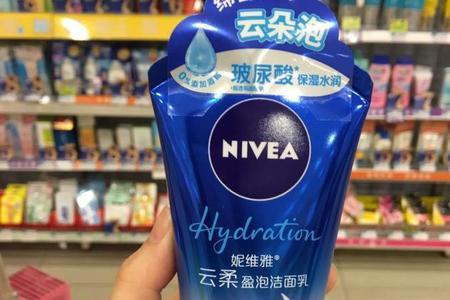 云朵泡
玻尿酸* 保湿水润
NIVEA
Hydration
妮维雅®
云柔盈泡洁面乳